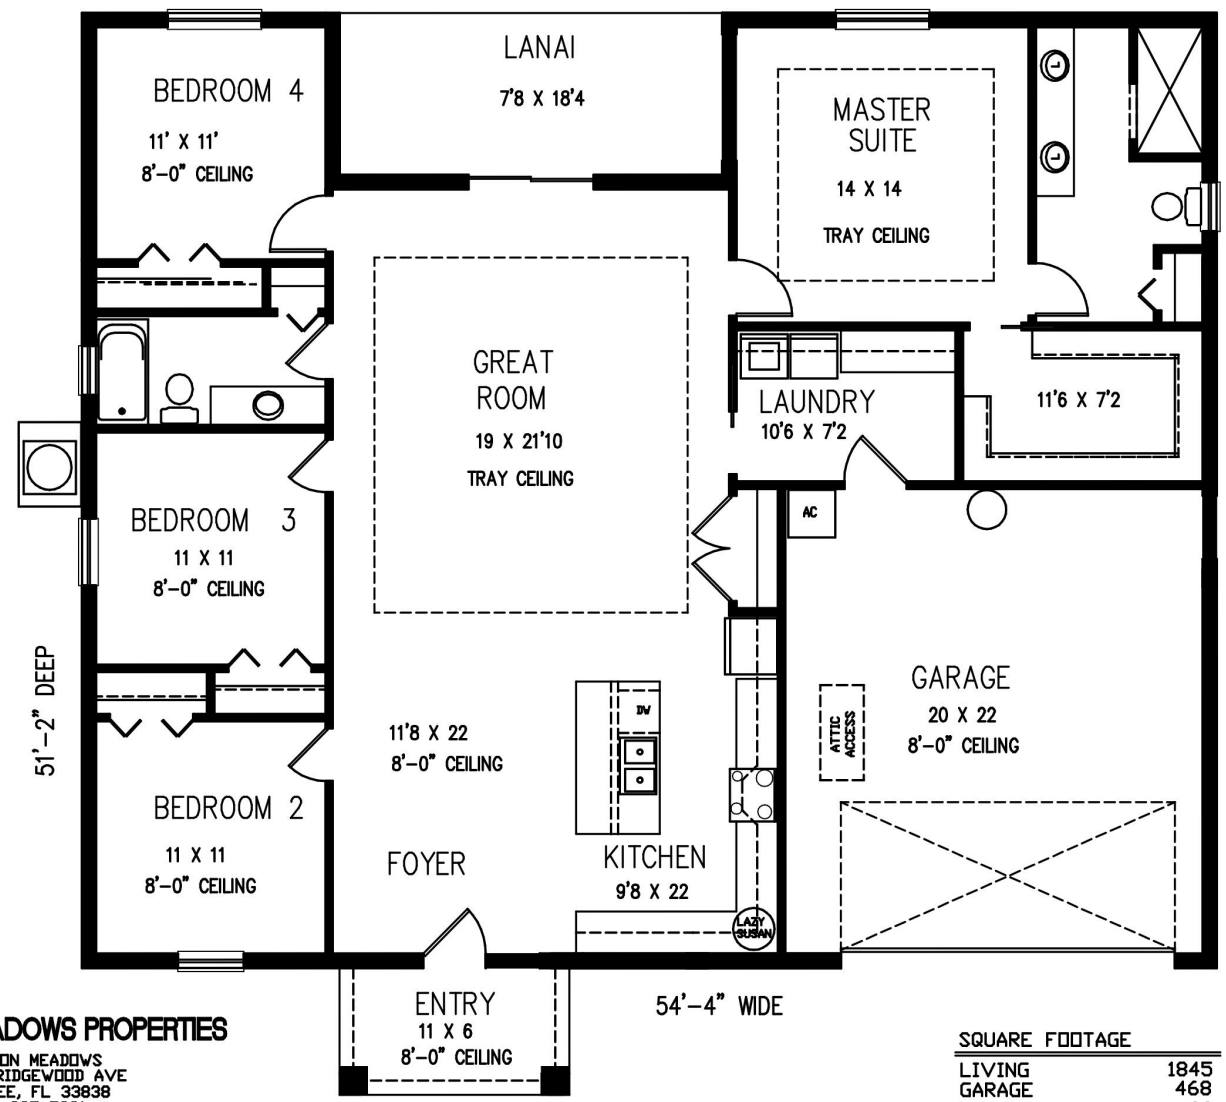 LANAI
7'8 X 18'4
BEDROOM 4
11' X 11'
8'-0" CEILING
MASTER
SUITE
14 X 14
TRAY CEILING
GREAT
ROOM
19 X 21'10
TRAY CEILING
LAUNDRY
10'6 X 7'2
11'6 X 7'2
BEDROOM 3
11 X 11
8'-0" CEILING
AC
51'-2" DEEP
GARAGE
20 X 22
8'-0" CEILING
ATTIC
ACCESS
DW
11'8 X 22
8'-0" CEILING
BEDROOM 2
11 X 11
8'-0" CEILING
FOYER
KITCHEN
9'8 X 22
LAZY
SUSAN
ENTRY
11 X 6
8'-0" CEILING
54'-4" WIDE
ADOWS PROPERTIES
ON MEADOWS
RIDGEWOOD AVE
EE, FL 33838
SQUARE FOOTAGE
LIVING 1845
GARAGE 468